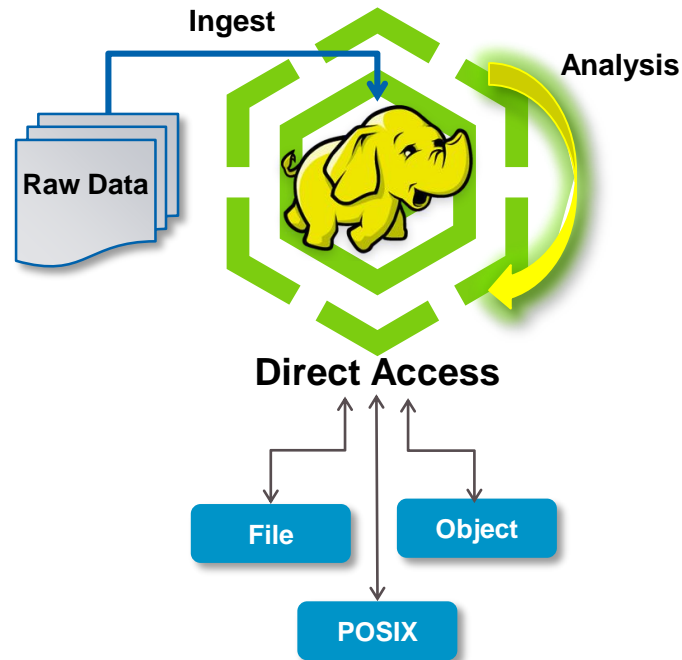 Ingest
Analysis
Raw Data
Direct Access
File
Object
POSIX